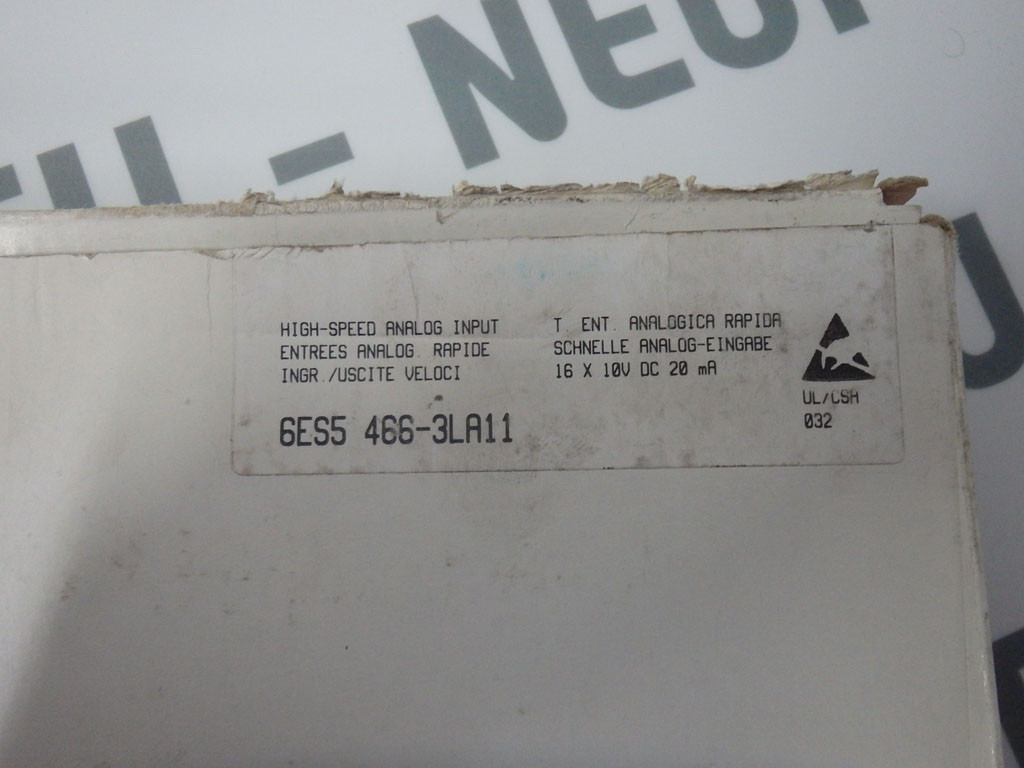 - NEU
HIGH-SPEED ANALOG INPUT
ENTREES ANALOG. RAPIDE
INGR./USCITE VELOCI
T. ENT. ANALOGICA RAPIDA
SCHNELLE ANALOG-EINGABE
16 X 10V DC 20 mA
6ES5 466-3LA11
UL/CSA
032